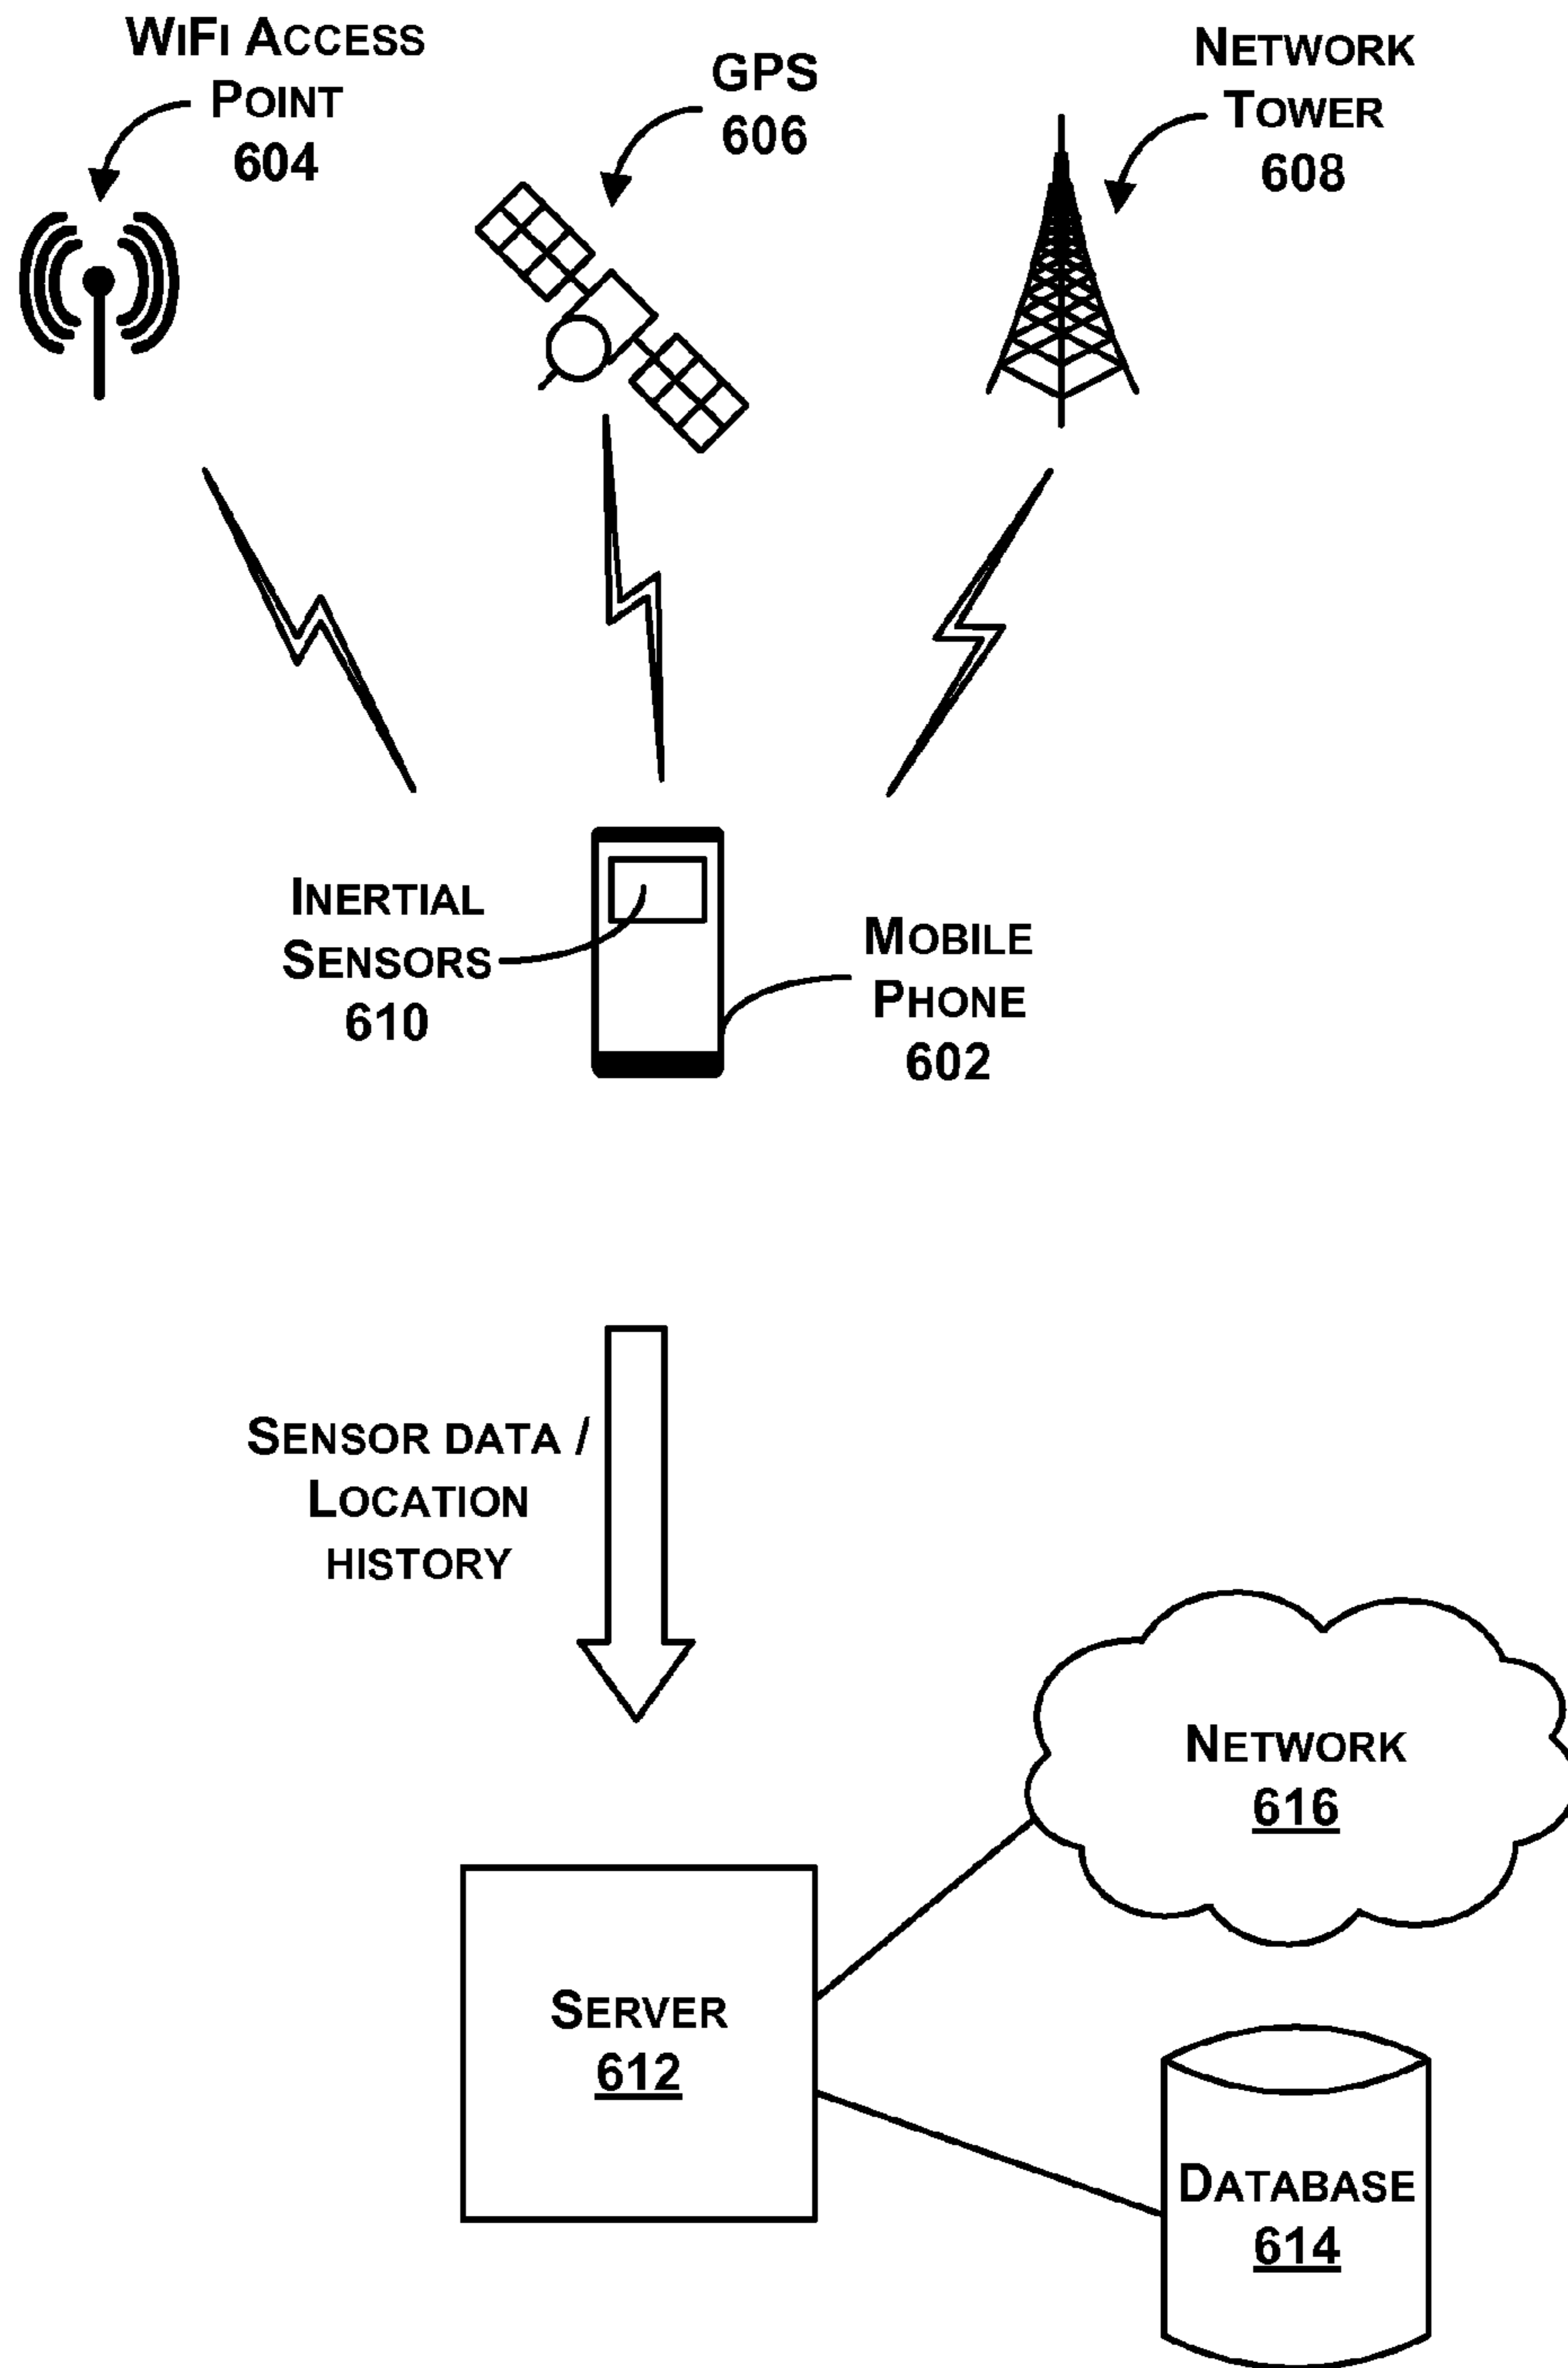 WiFi Access
Point
604
GPS
606
Network
Tower
608
Inertial
Sensors
610
Mobile
Phone
602
Sensor data /
Location
history
Network
616
Server
612
Database
614